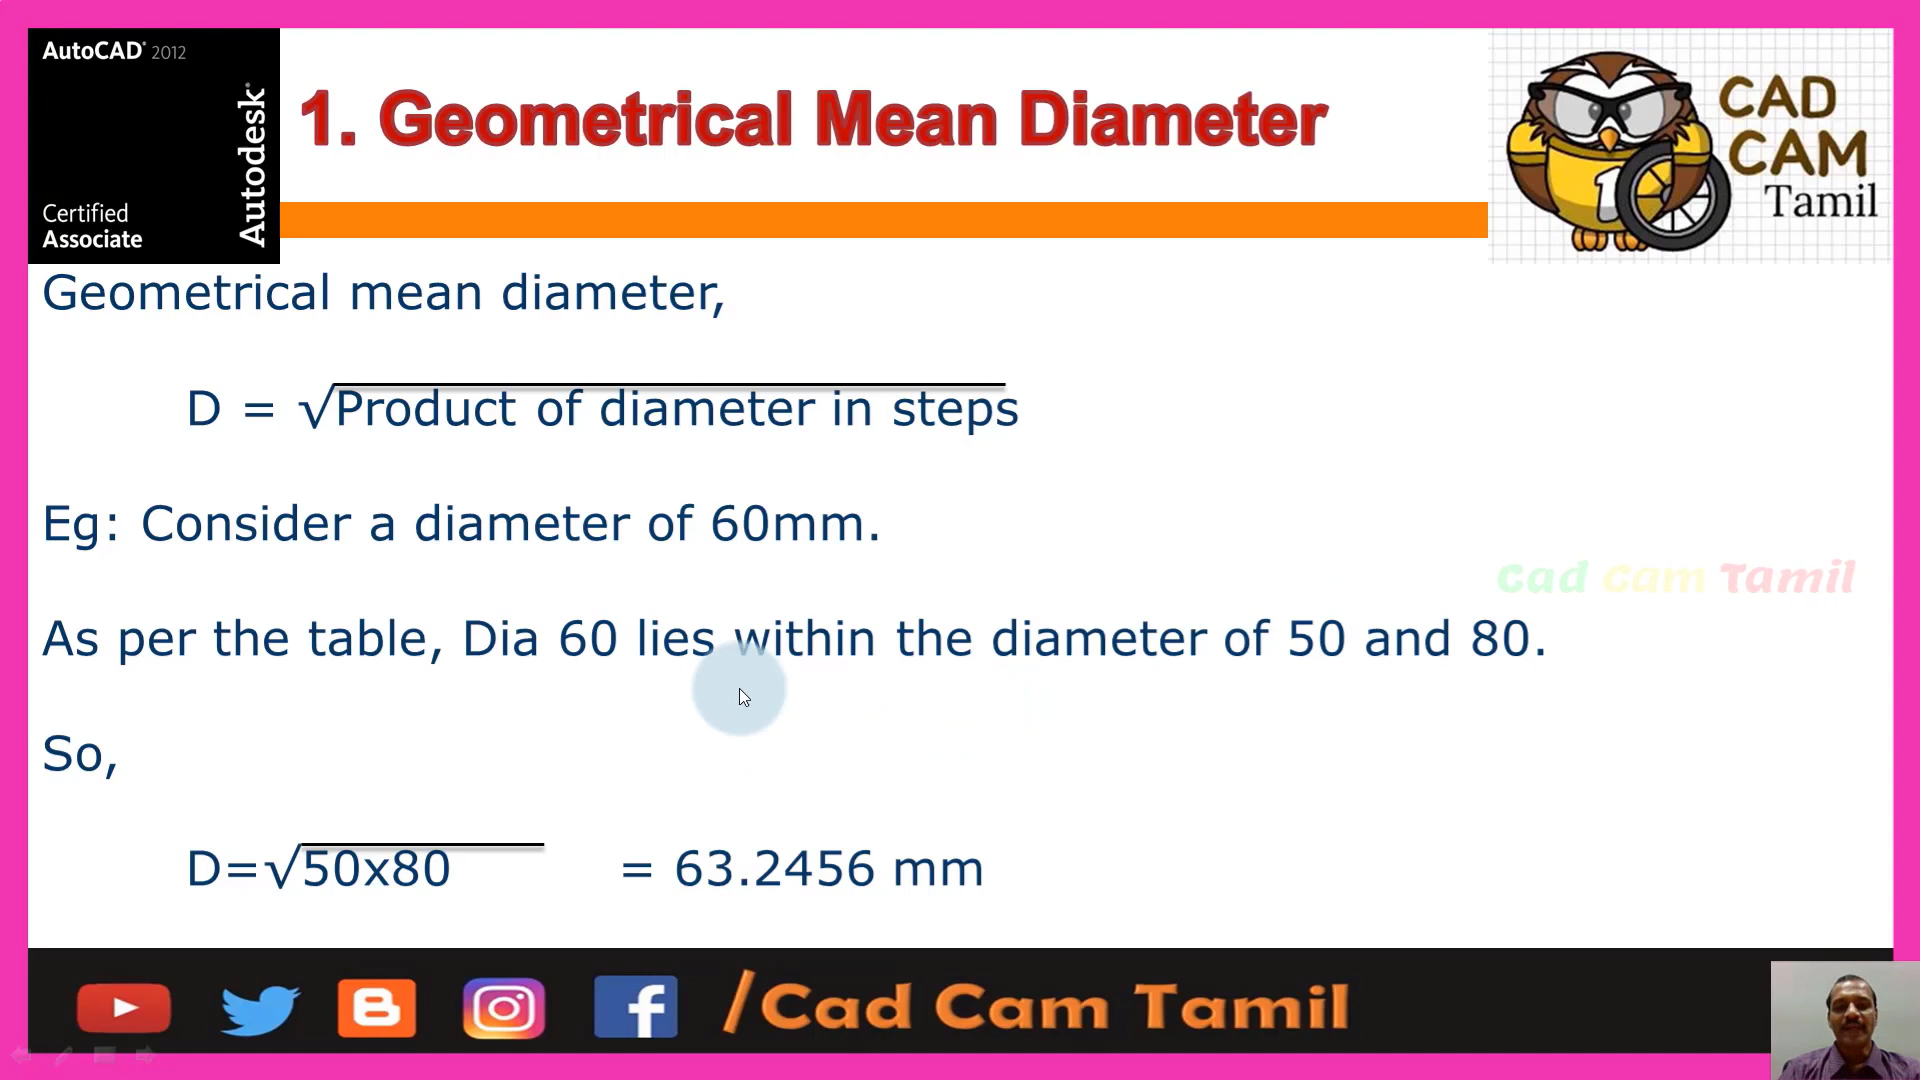 AutoCAD® 2012
Autodesk®
Certified
Associate
1. Geometrical Mean Diameter
CAD
CAM
Tamil
1
Geometrical mean diameter,
D = √Product of diameter in steps
Eg: Consider a diameter of 60mm.
Cad Cam Tamil
As per the table, Dia 60 lies within the diameter of 50 and 80.
So,
D=√50x80 = 63.2456 mm
/Cad Cam Tamil